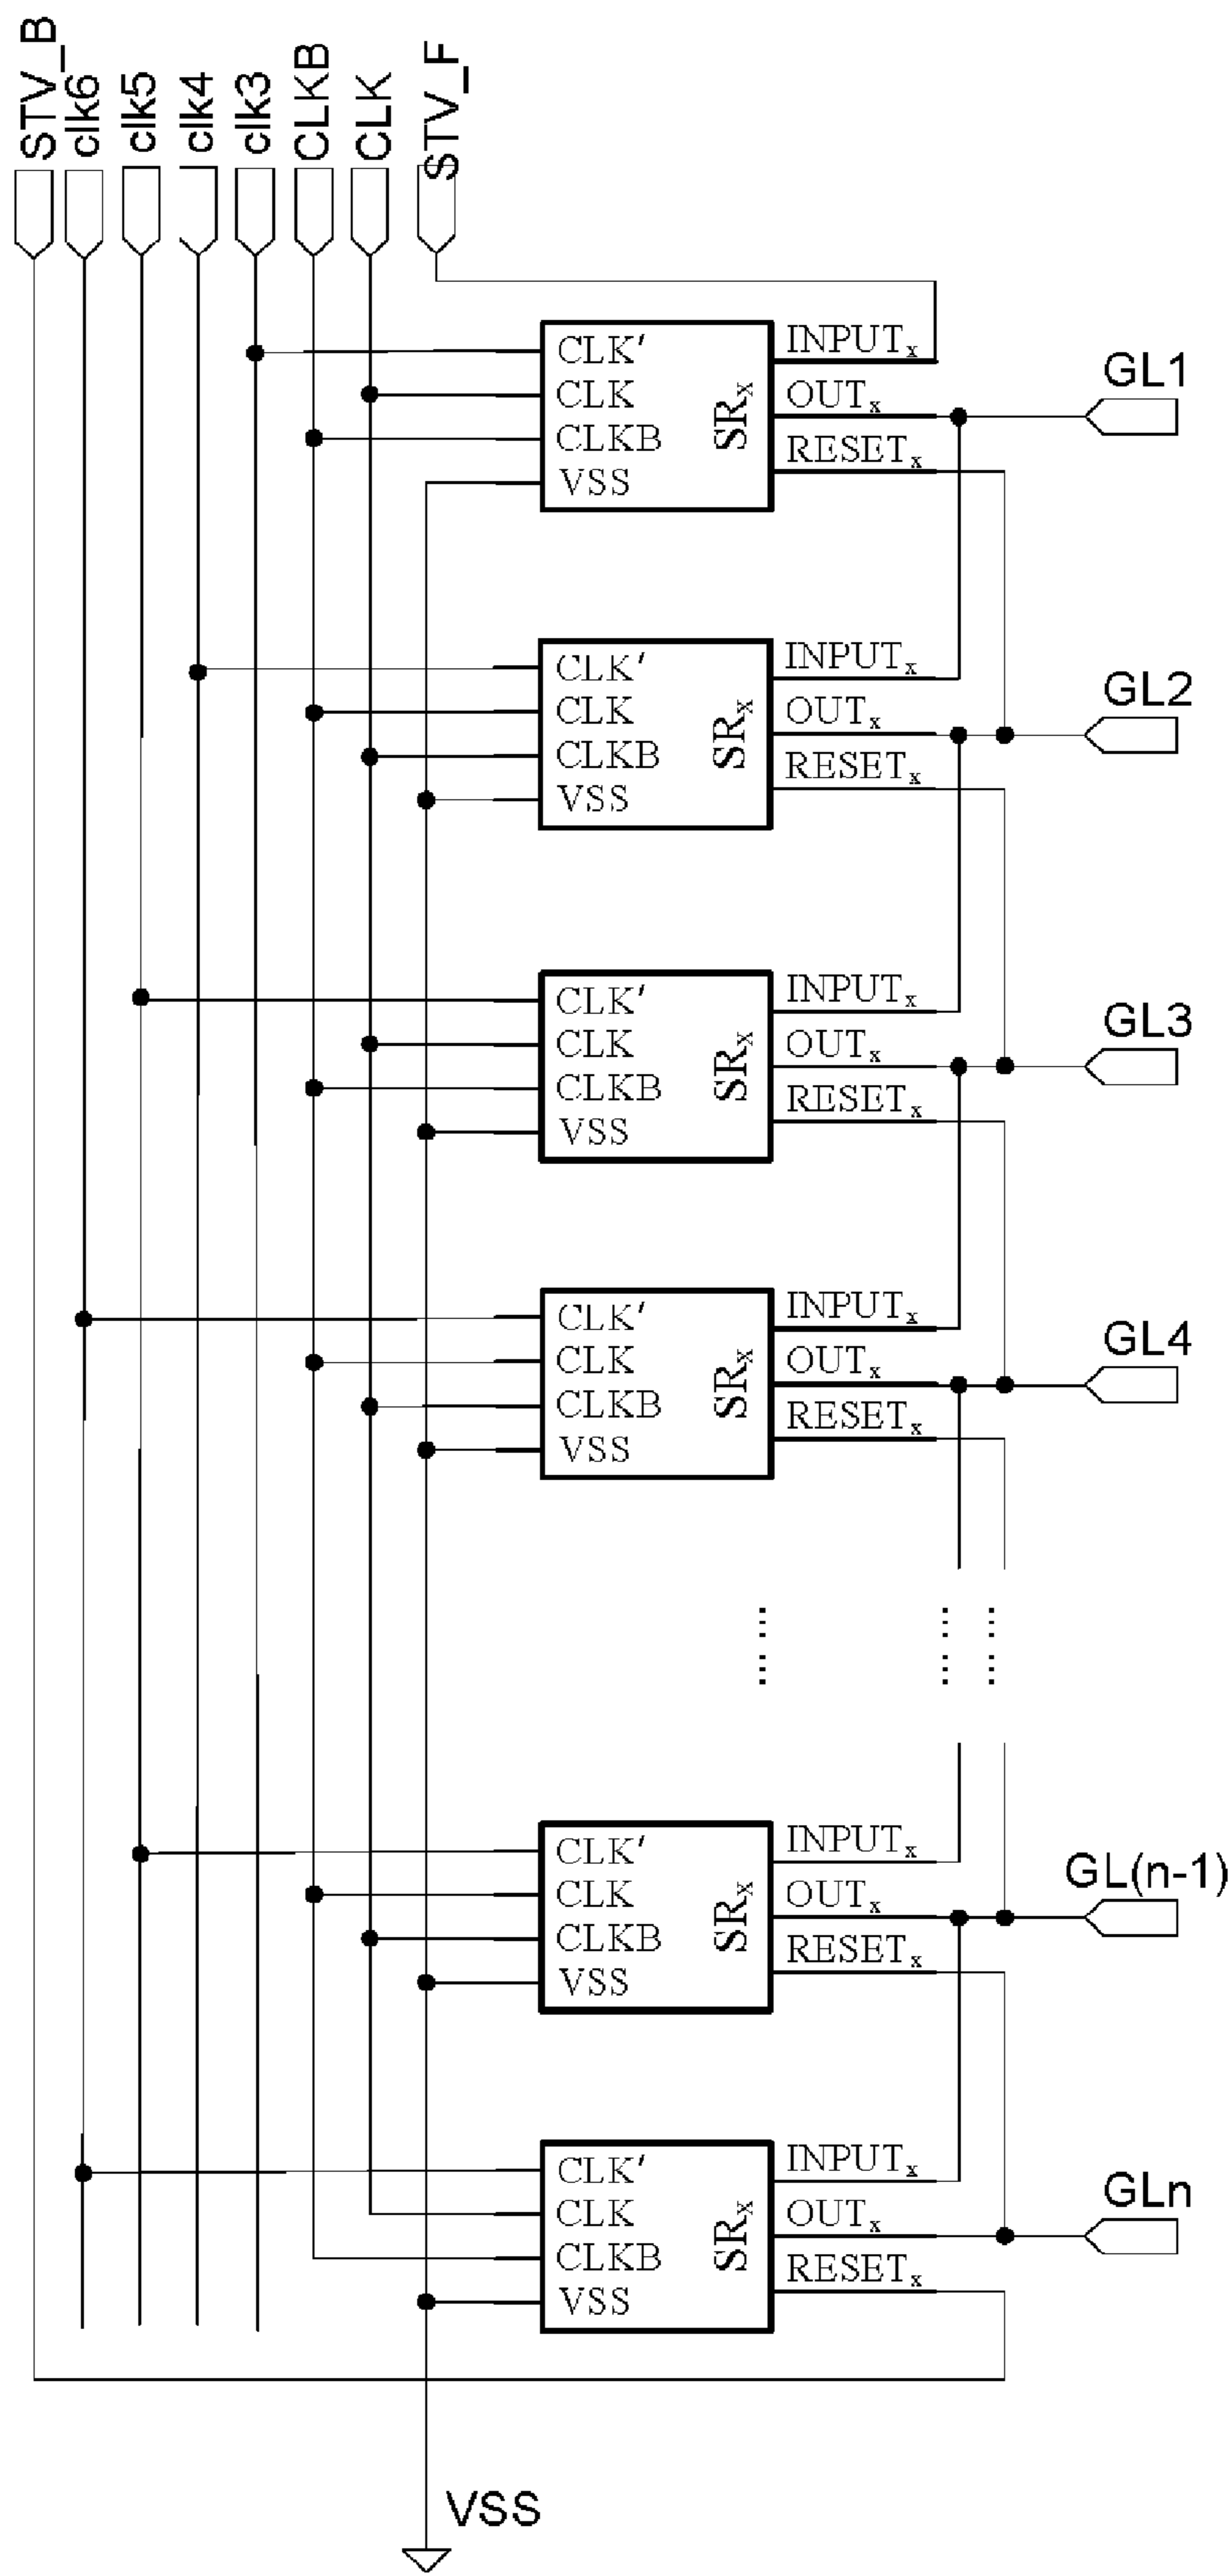 STV_B
clk6
clk5
clk4
clk3
CLKB
CLK
STV_F
CLK'
CLK
CLKB
VSS
SRx
INPUTx
OUTx
RESETx
GL1
CLK'
CLK
CLKB
VSS
SRx
INPUTx
OUTx
RESETx
GL2
CLK'
CLK
CLKB
VSS
SRx
INPUTx
OUTx
RESETx
GL3
CLK'
CLK
CLKB
VSS
SRx
INPUTx
OUTx
RESETx
GL4
...... ...... ......
CLK'
CLK
CLKB
VSS
SRx
INPUTx
OUTx
RESETx
GL(n-1)
CLK'
CLK
CLKB
VSS
SRx
INPUTx
OUTx
RESETx
GLn
VSS